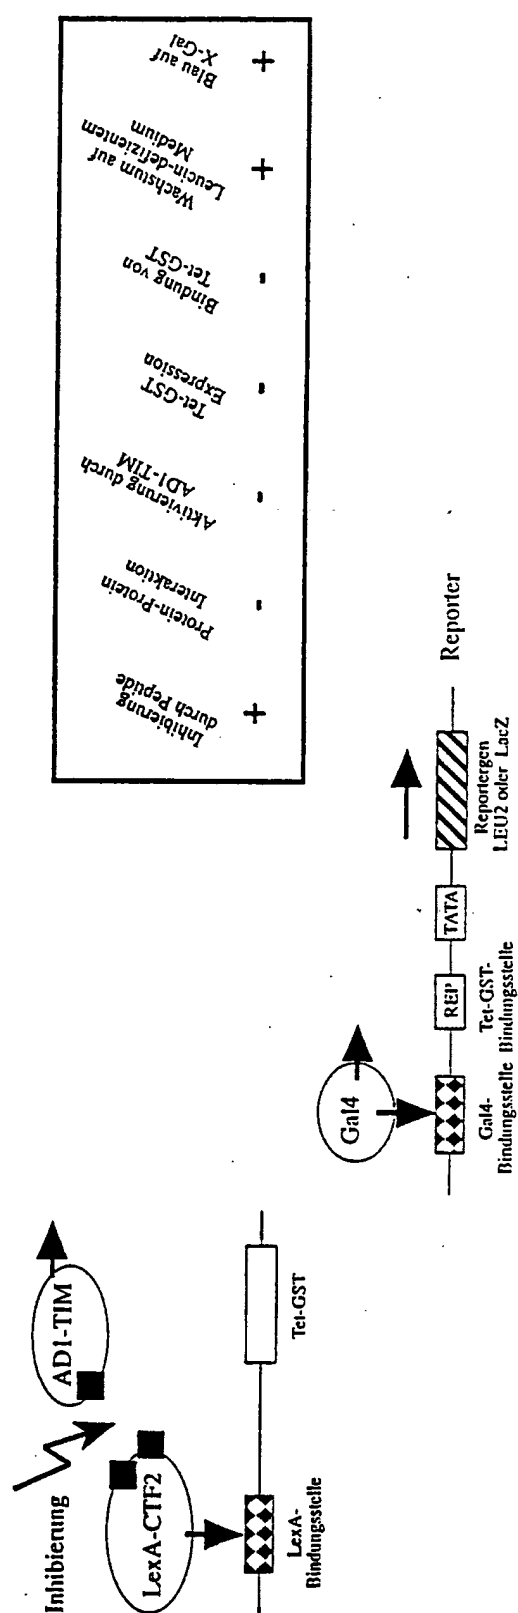 Inhibierung
AD1-TIM
LexA-CTF2
LexA-
Bindungsstelle
Tet-GST
Gal4
REP
TATA
Gal4-
Bindungsstelle
Tet-GST-
Bindungsstelle
Reportergen
LEU2 oder LacZ
Reporter
Inhibierung
durch Peptide
Protein-Protein
Interaktion
Aktivierung durch
AD1-TIM
Tet-GST
Expression
Bindung von
Tet-GST
Wachstum auf
Leucin-defizientem
Medium
Blau auf
X-Gal
+ - - - - + +